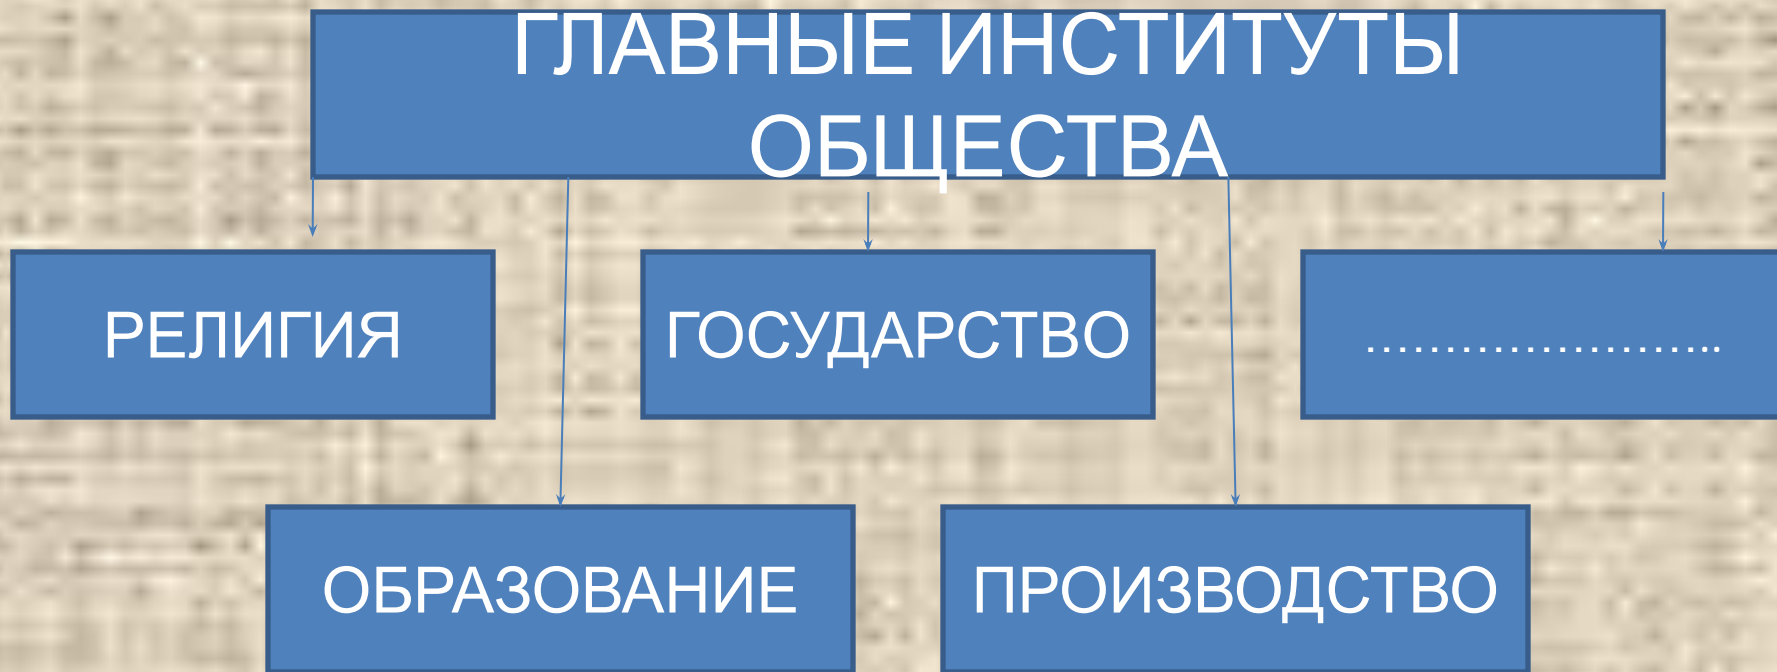 ГЛАВНЫЕ ИНСТИТУТЫ
ОБЩЕСТВА
РЕЛИГИЯ
ГОСУДАРСТВО
……………………..
ОБРАЗОВАНИЕ
ПРОИЗВОДСТВО